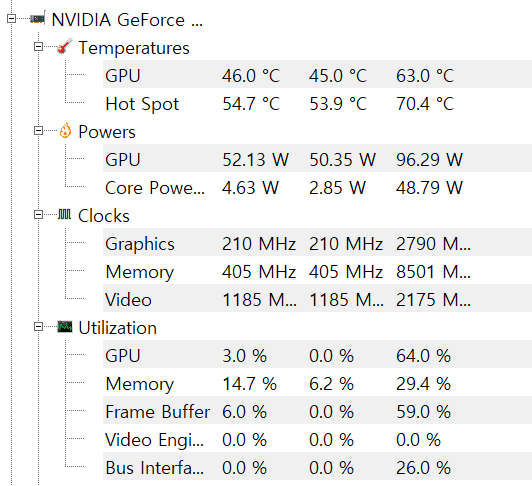 NVIDIA GeForce ...
Temperatures
GPU 46.0 °C 45.0 °C 63.0 °C
Hot Spot 54.7 °C 53.9 °C 70.4 °C
Powers
GPU 52.13 W 50.35 W 96.29 W
Core Powe... 4.63 W 2.85 W 48.79 W
Clocks
Graphics 210 MHz 210 MHz 2790 M...
Memory 405 MHz 405 MHz 8501 M...
Video 1185 M... 1185 M... 2175 M...
Utilization
GPU 3.0 % 0.0 % 64.0 %
Memory 14.7 % 6.2 % 29.4 %
Frame Buffer 6.0 % 0.0 % 59.0 %
Video Engi... 0.0 % 0.0 % 0.0 %
Bus Interfa... 0.0 % 0.0 % 26.0 %